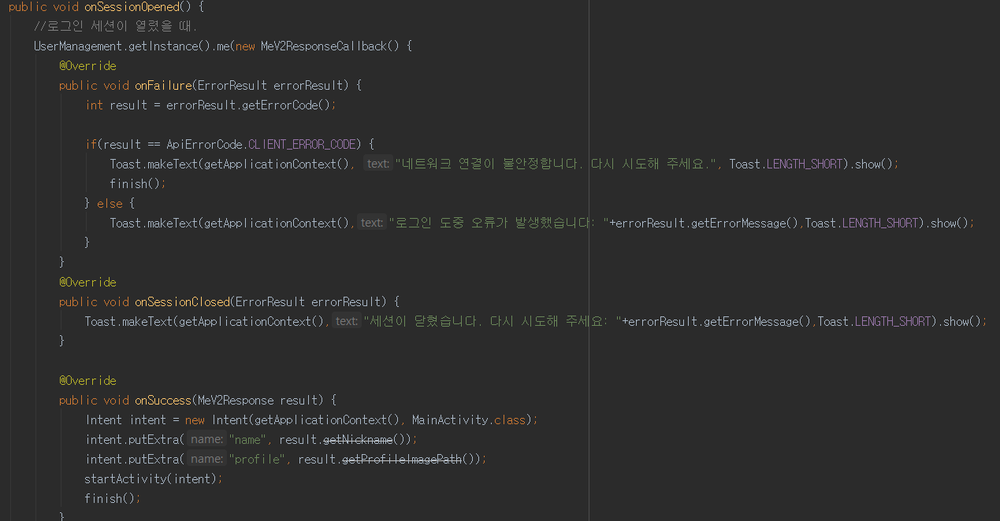 public void onSessionOpened() {
//로그인 세션이 열렸을 때.
UserManagement.getInstance().me(new MeV2ResponseCallback() {
@Override
public void onFailure(ErrorResult errorResult) {
int result = errorResult.getErrorCode();
if(result == ApiErrorCode.CLIENT_ERROR_CODE) {
Toast.makeText(getApplicationContext(), text: "네트워크 연결이 불안정합니다. 다시 시도해 주세요.", Toast.LENGTH_SHORT).show();
finish();
} else {
Toast.makeText(getApplicationContext(), text: "로그인 도중 오류가 발생했습니다: "+errorResult.getErrorMessage(),Toast.LENGTH_SHORT).show();
}
}
@Override
public void onSessionClosed(ErrorResult errorResult) {
Toast.makeText(getApplicationContext(), text: "세션이 닫혔습니다. 다시 시도해 주세요: "+errorResult.getErrorMessage(),Toast.LENGTH_SHORT).show();
}
@Override
public void onSuccess(MeV2Response result) {
Intent intent = new Intent(getApplicationContext(), MainActivity.class);
intent.putExtra( name: "name", result.getNickname());
intent.putExtra( name: "profile", result.getProfileImagePath());
startActivity(intent);
finish();
}